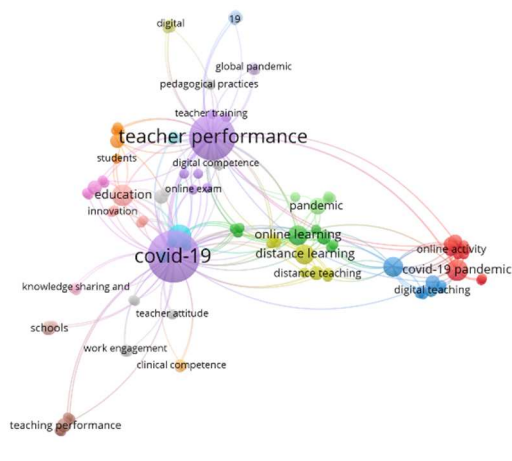 digital
19
global pandemic
pedagogical practices
teacher training
teacher performance
students
digital competence
education
online exam
innovation
pandemic
online learning
covid-19
distance learning
online activity
distance teaching
covid-19 pandemic
knowledge sharing and
digital teaching
teacher attitude
schools
work engagement
clinical competence
teaching performance